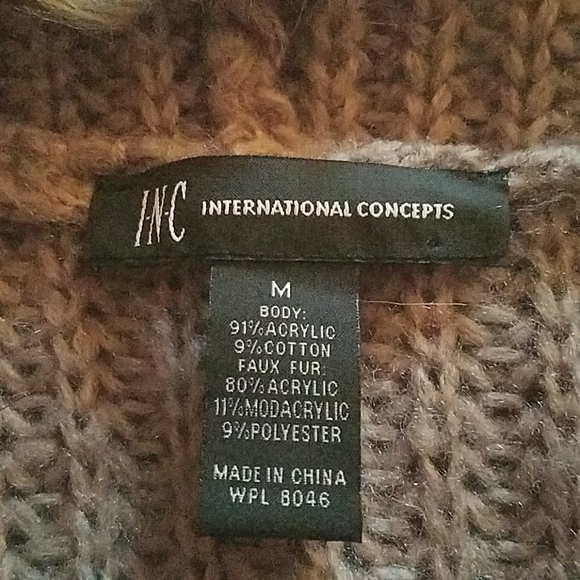 I·N·C INTERNATIONAL CONCEPTS
M
BODY:
91% ACRYLIC
9% COTTON
FAUX FUR:
80% ACRYLIC
11% MODACRYLIC
9% POLYESTER
MADE IN CHINA
WPL 8046